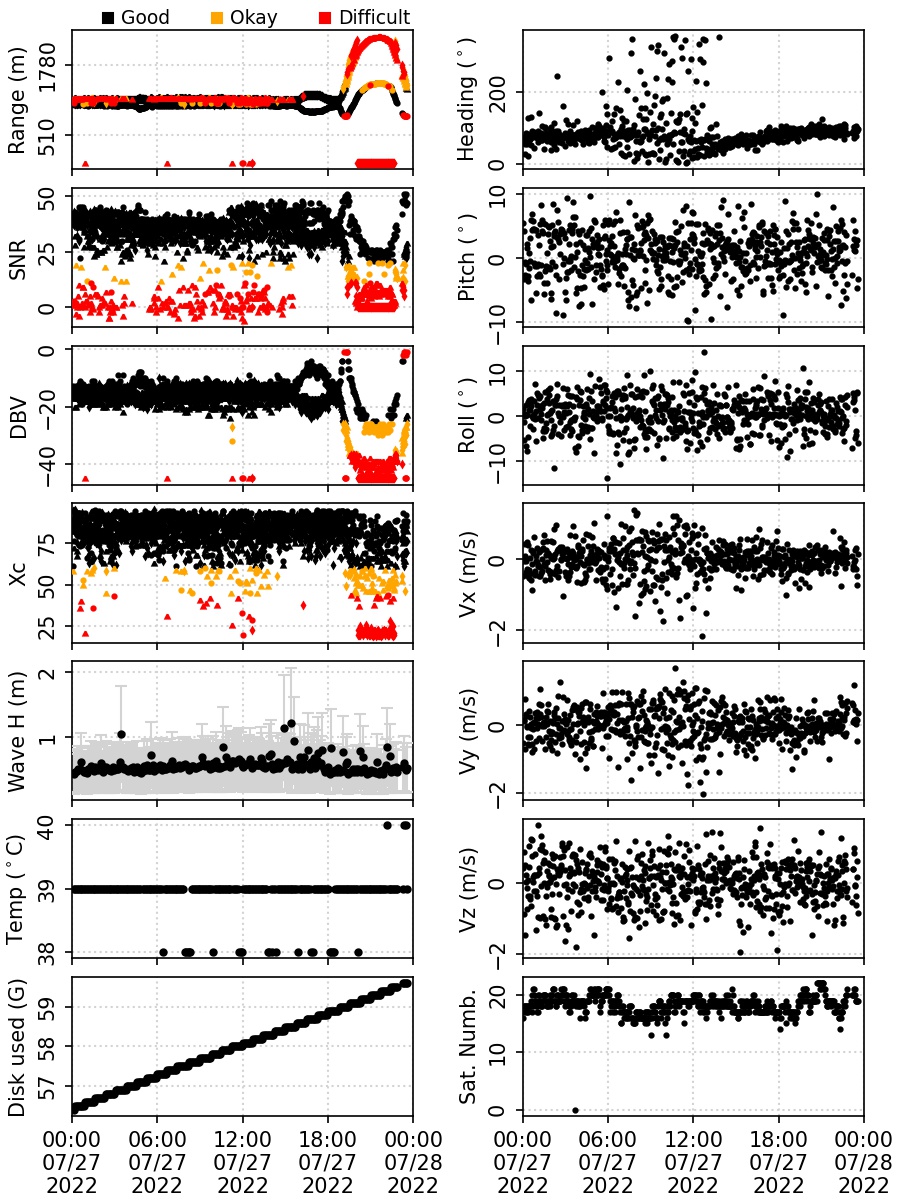 Good Okay Difficult
Range (m)
1780
510
Heading (°)
200
0
SNR
50
25
0
Pitch (°)
10
0
−10
DBV
0
−20
−40
Roll (°)
10
0
−10
Xc
75
50
25
Vx (m/s)
0
−2
Wave H (m)
2
1
Vy (m/s)
0
−2
Temp (°C)
40
39
38
Vz (m/s)
0
−2
Disk used (G)
59
58
57
Sat. Numb.
20
10
0
00:00 06:00 12:00 18:00 00:00
07/27 07/27 07/27 07/27 07/28
2022 2022 2022 2022 2022
00:00 06:00 12:00 18:00 00:00
07/27 07/27 07/27 07/27 07/28
2022 2022 2022 2022 2022